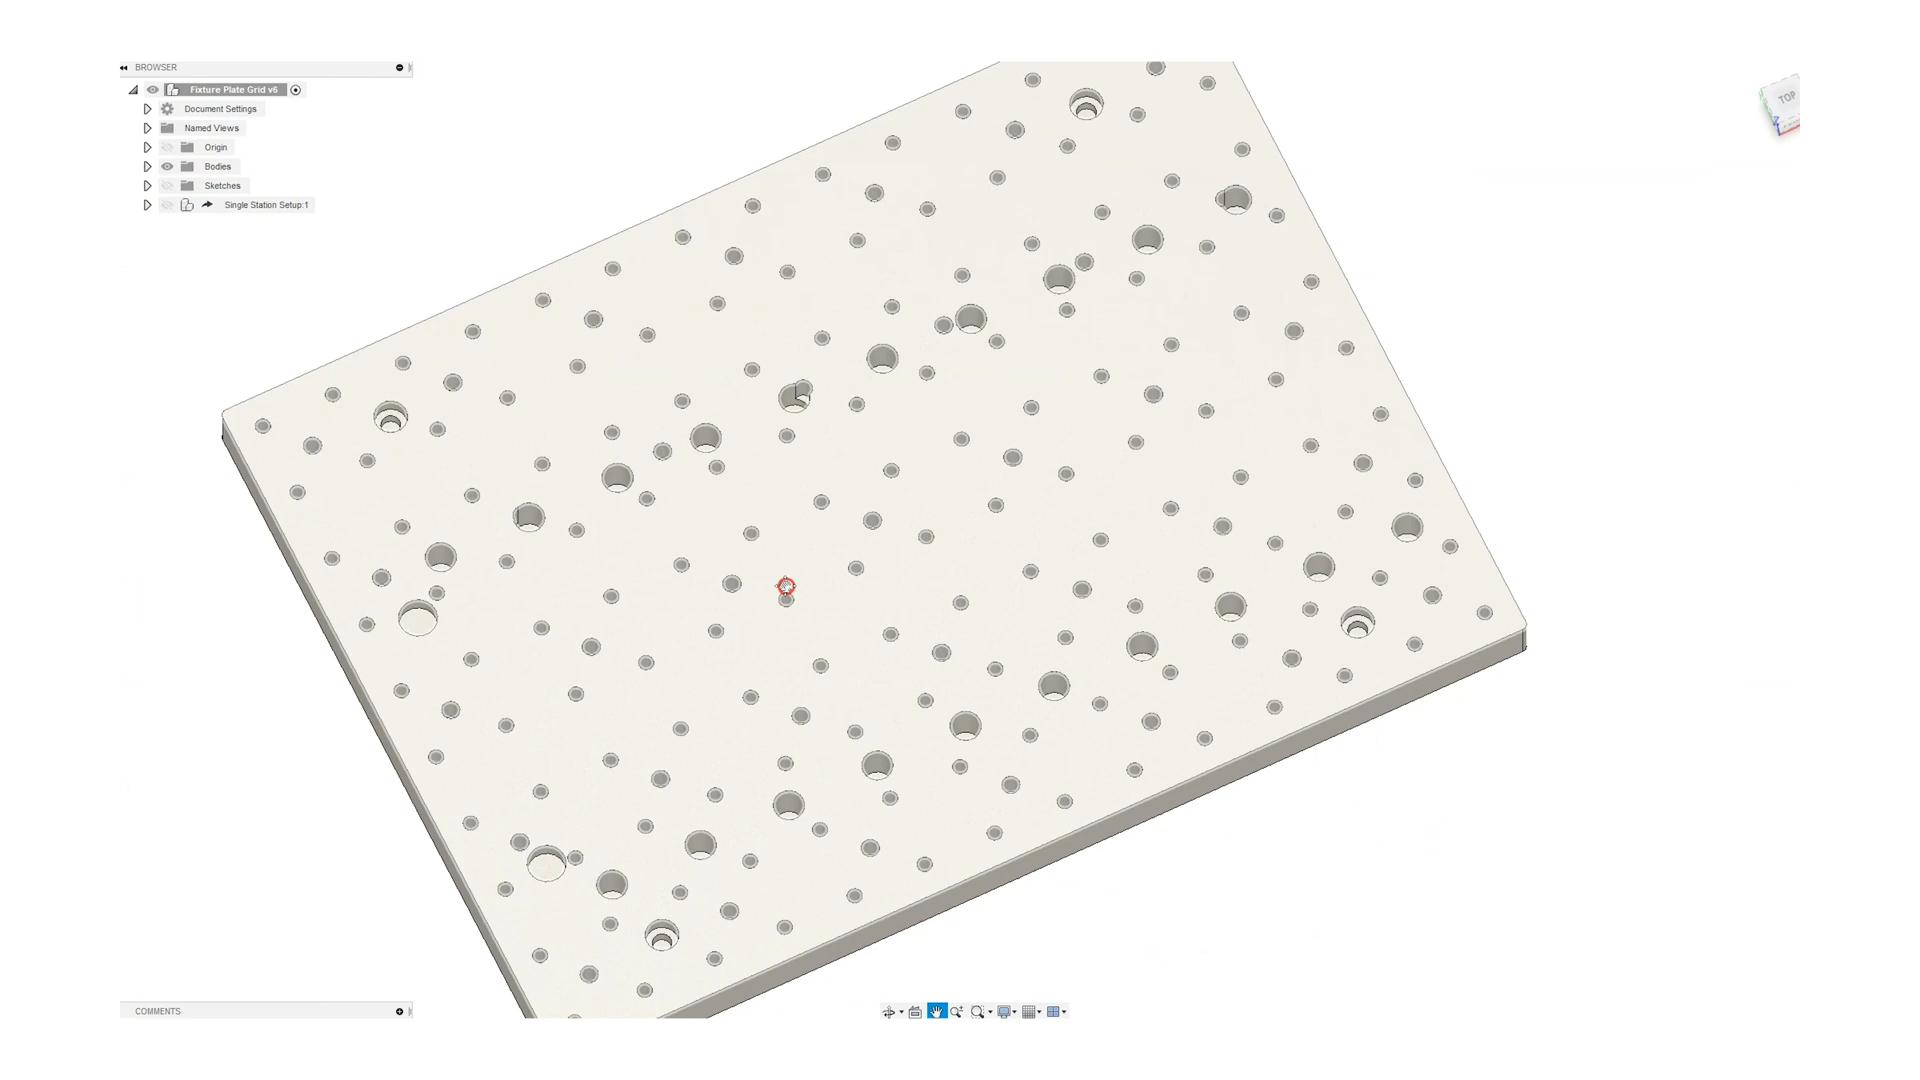 BROWSER
Fixture Plate Grid v6
Document Settings
Named Views
Origin
Bodies
Sketches
Single Station Setup:1
TOP
COMMENTS